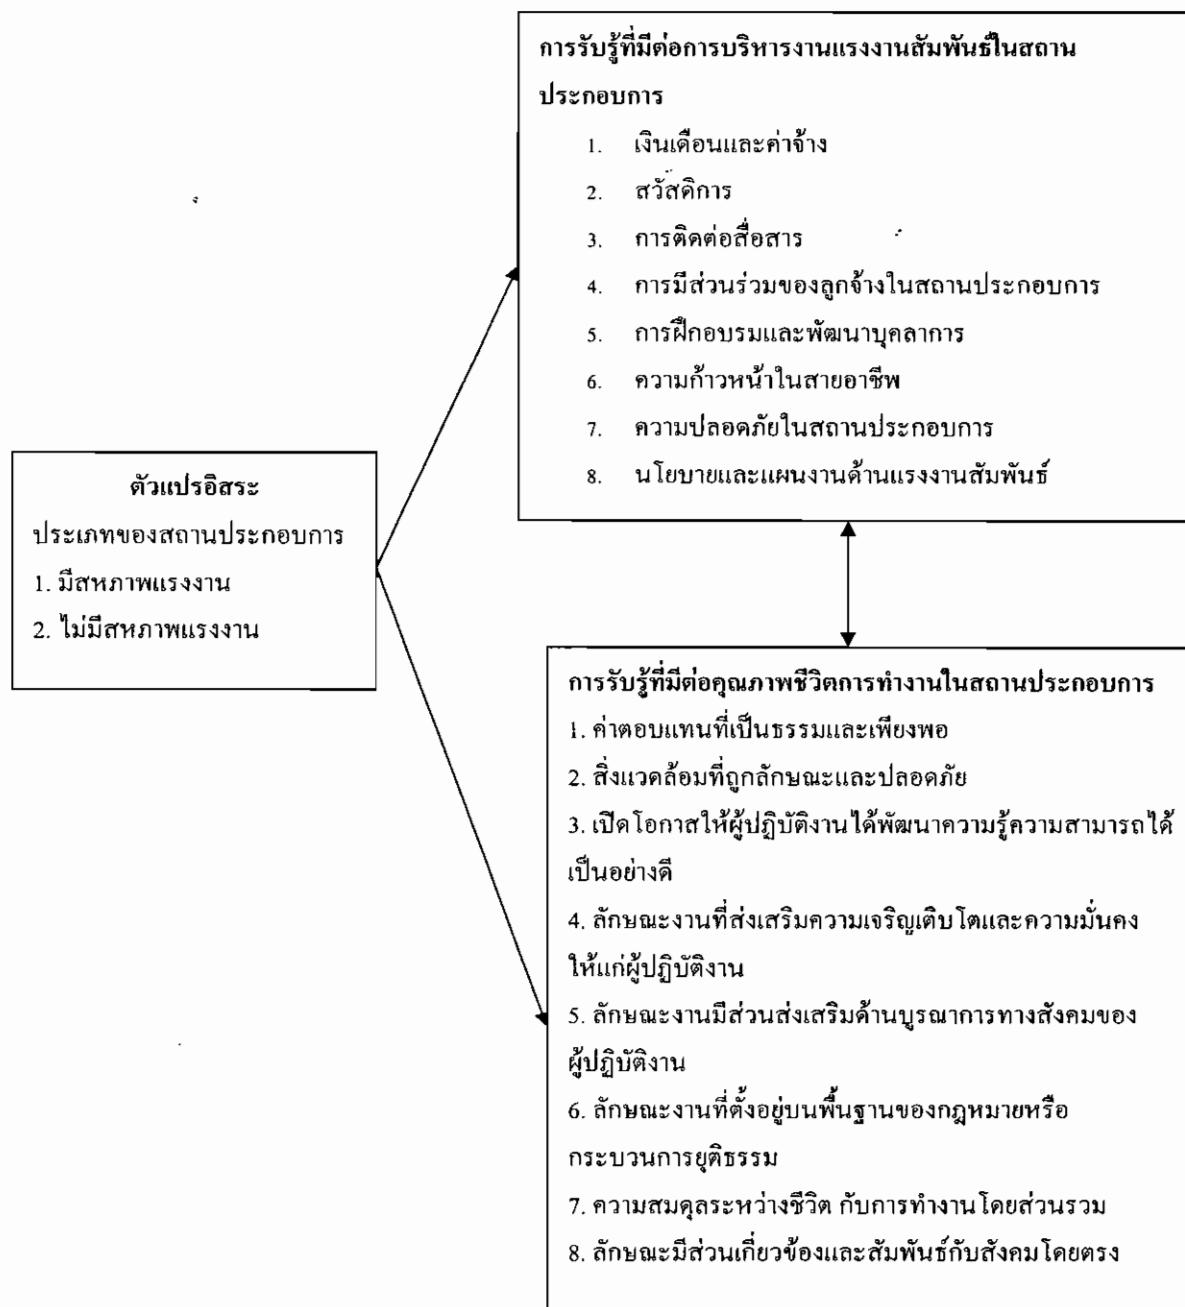 การรับรู้ที่มีต่อการบริหารงานแรงงานสัมพันธ์ในสถาน
ประกอบการ
1. เงินเดือนและค่าจ้าง
2. สวัสดิการ
3. การติดต่อสื่อสาร
4. การมีส่วนร่วมของลูกจ้างในสถานประกอบการ
5. การฝึกอบรมและพัฒนาบุคลาการ
6. ความก้าวหน้าในสายอาชีพ
7. ความปลอดภัยในสถานประกอบการ
8. นโยบายและแผนงานด้านแรงงานสัมพันธ์
ตัวแปรอิสระ
ประเภทของสถานประกอบการ
1. มีสหภาพแรงงาน
2. ไม่มีสหภาพแรงงาน
การรับรู้ที่มีต่อคุณภาพชีวิตการทำงานในสถานประกอบการ
1. ค่าตอบแทนที่เป็นธรรมและเพียงพอ
2. สิ่งแวดล้อมที่ถูกลักษณะและปลอดภัย
3. เปิดโอกาสให้ผู้ปฏิบัติงานได้พัฒนาความรู้ความสามารถได้
เป็นอย่างดี
4. ลักษณะงานที่ส่งเสริมความเจริญเติบโตและความมั่นคง
ให้แก่ผู้ปฏิบัติงาน
5. ลักษณะงานมีส่วนส่งเสริมด้านบูรณาการทางสังคมของ
ผู้ปฏิบัติงาน
6. ลักษณะงานที่ตั้งอยู่บนพื้นฐานของกฎหมายหรือ
กระบวนการยุติธรรม
7. ความสมดุลระหว่างชีวิต กับการทำงานโดยส่วนรวม
8. ลักษณะมีส่วนเกี่ยวข้องและสัมพันธ์กับสังคมโดยตรง